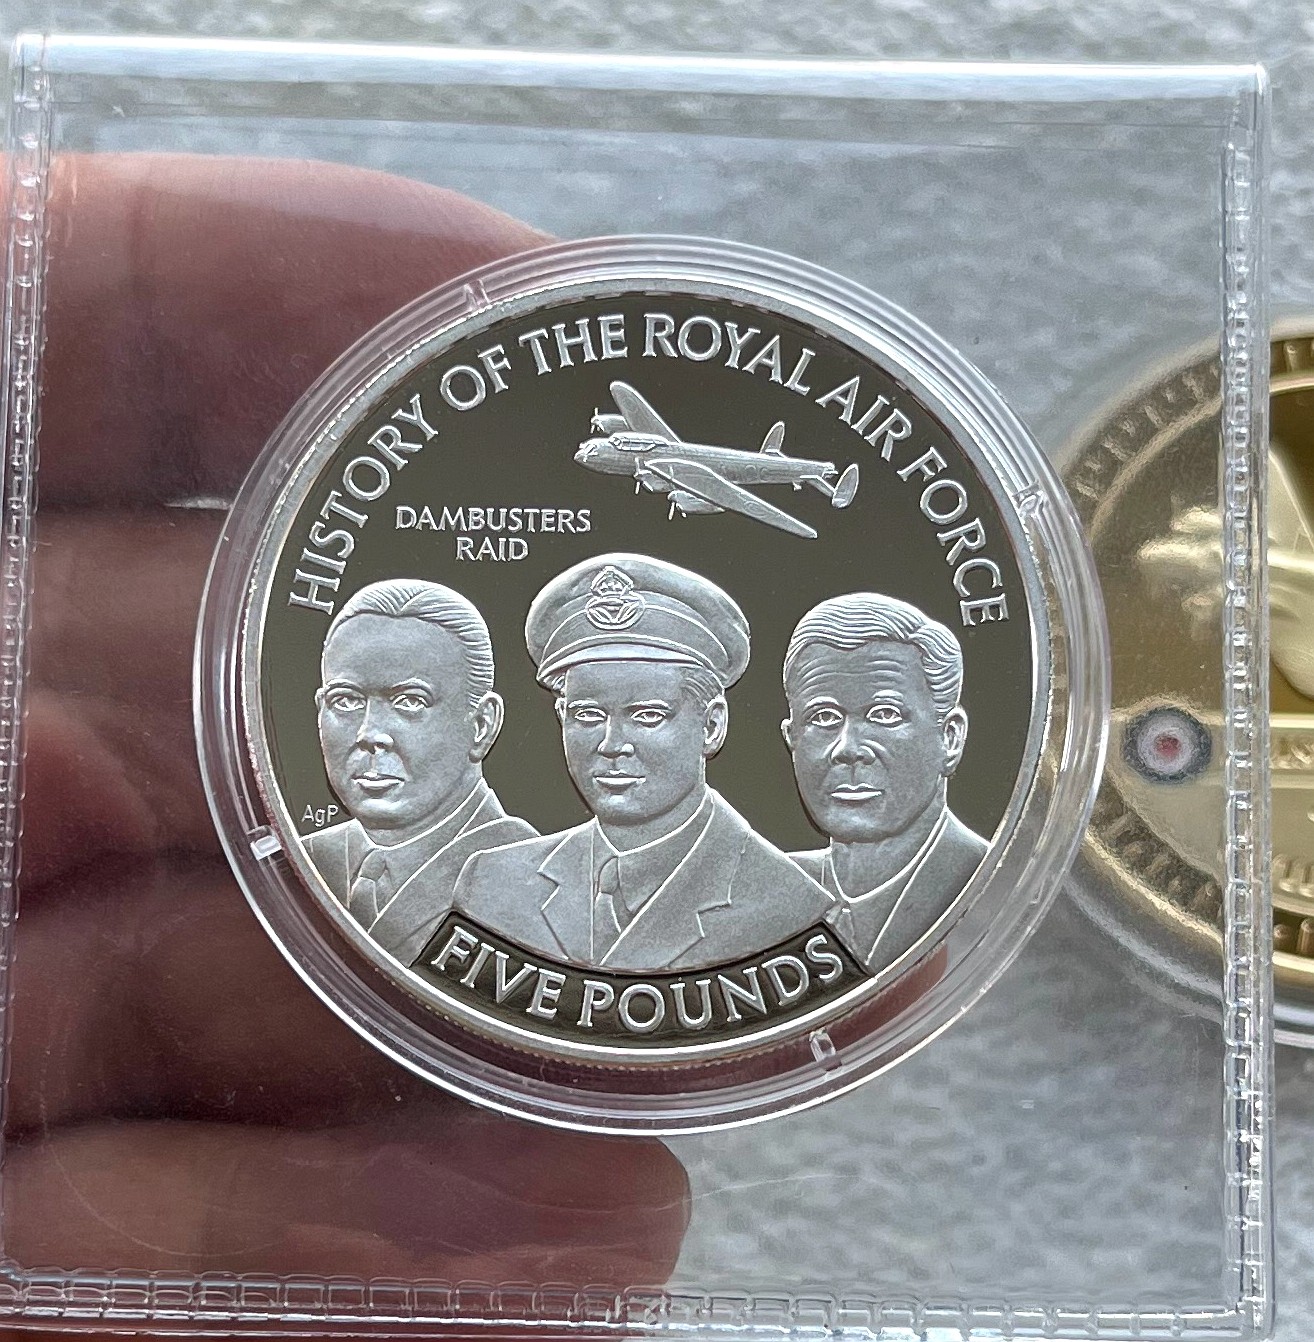 HISTORY OF THE ROYAL AIR FORCE
DAMBUSTERS
RAID
AgP
FIVE POUNDS